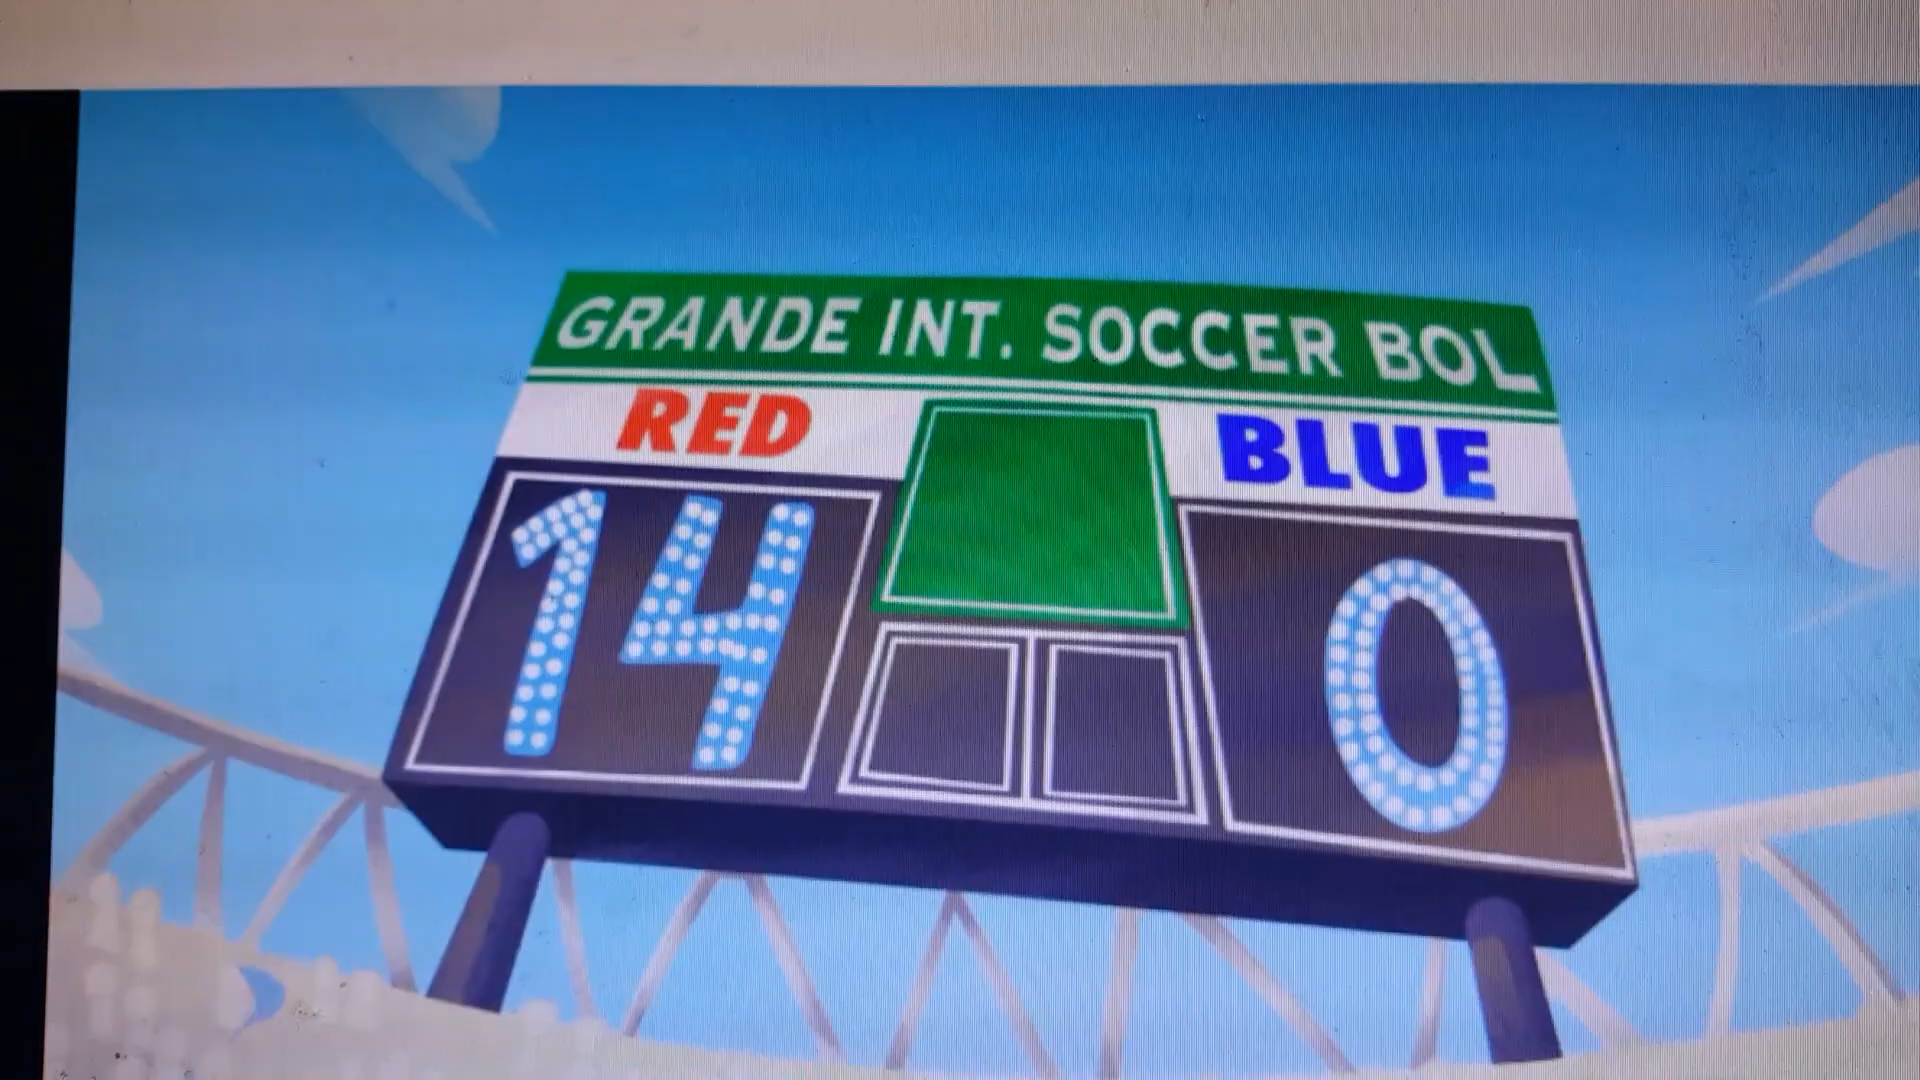 GRANDE INT. SOCCER BOL
RED
BLUE
14
0